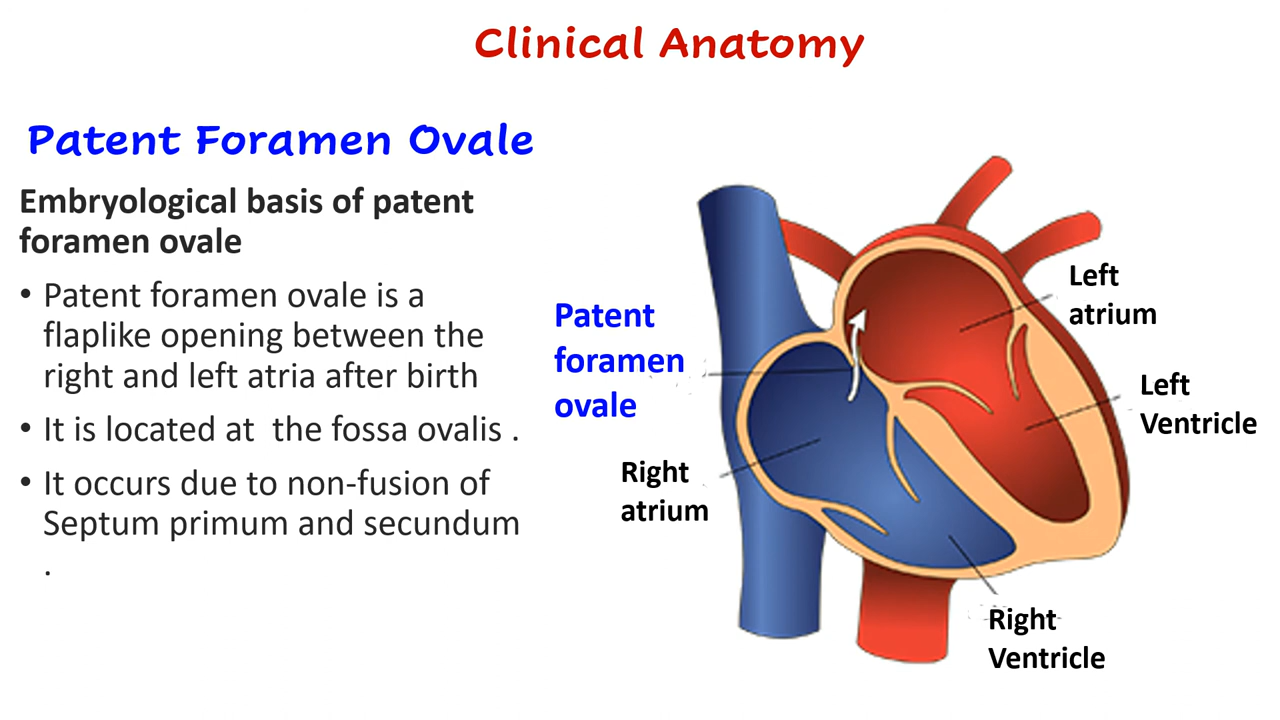 Clinical Anatomy
Patent Foramen Ovale
Embryological basis of patent
foramen ovale
• Patent foramen ovale is a
flaplike opening between the
right and left atria after birth
• It is located at  the fossa ovalis .
• It occurs due to non-fusion of
Septum primum and secundum
.
Patent
foramen
ovale
Right
atrium
Left
atrium
Left
Ventricle
Right
Ventricle